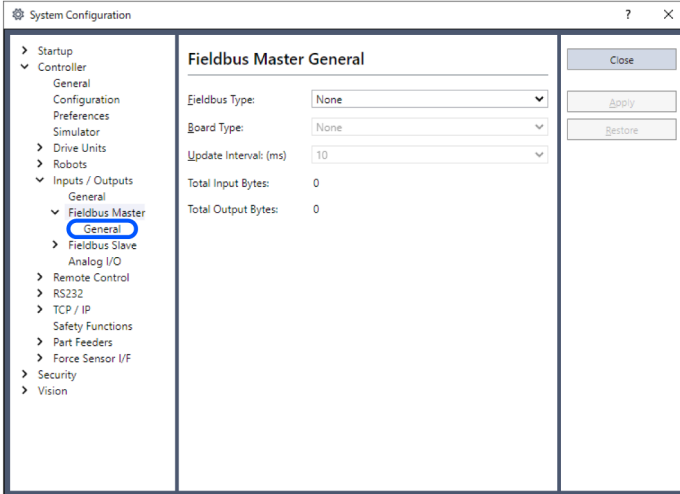 System Configuration
?
Startup
Controller
General
Configuration
Preferences
Simulator
Drive Units
Robots
Inputs / Outputs
General
Fieldbus Master
General
Fieldbus Slave
Analog I/O
Remote Control
RS232
TCP / IP
Safety Functions
Part Feeders
Force Sensor I/F
Security
Vision
Fieldbus Master General
Fieldbus Type: None
Board Type: None
Update Interval: (ms) 10
Total Input Bytes: 0
Total Output Bytes: 0
Close
Apply
Restore